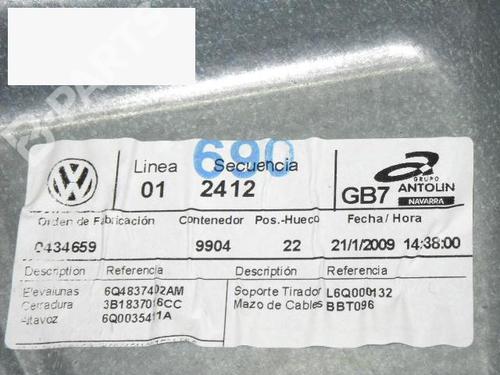 690
Linea Secuencia
01 2412
GB7
GRUPO
ANTOLIN
NAVARRA
Orden de Fabricación Contenedor Pos.-Hueco Fecha / Hora
0434659 9904 22 21/1/2009 14:38:00
Description Referencia Description Referencia
Elevalunas 6Q4837402AM Soporte Tirador L6Q000132
Cerradura 3B1837016CC Mazo de Cables BBT096
Altavoz 6Q0035411A